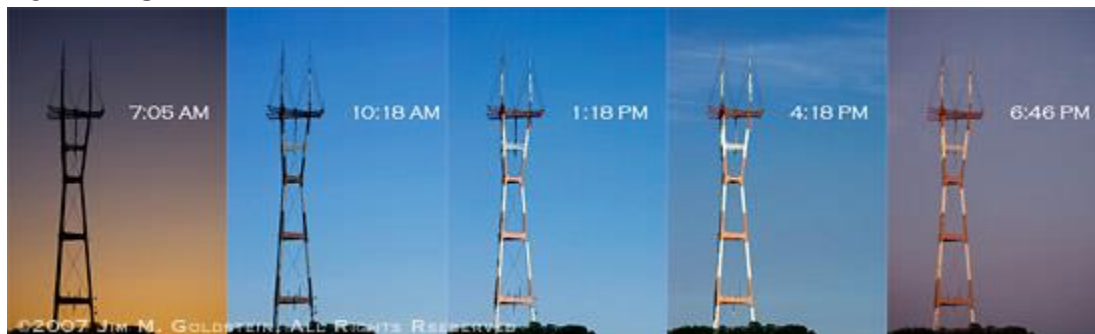 7:05 AM
10:18 AM
1:18 PM
4:18 PM
6:46 PM
©2007 Jim M. Goldstein, All Rights Reserved